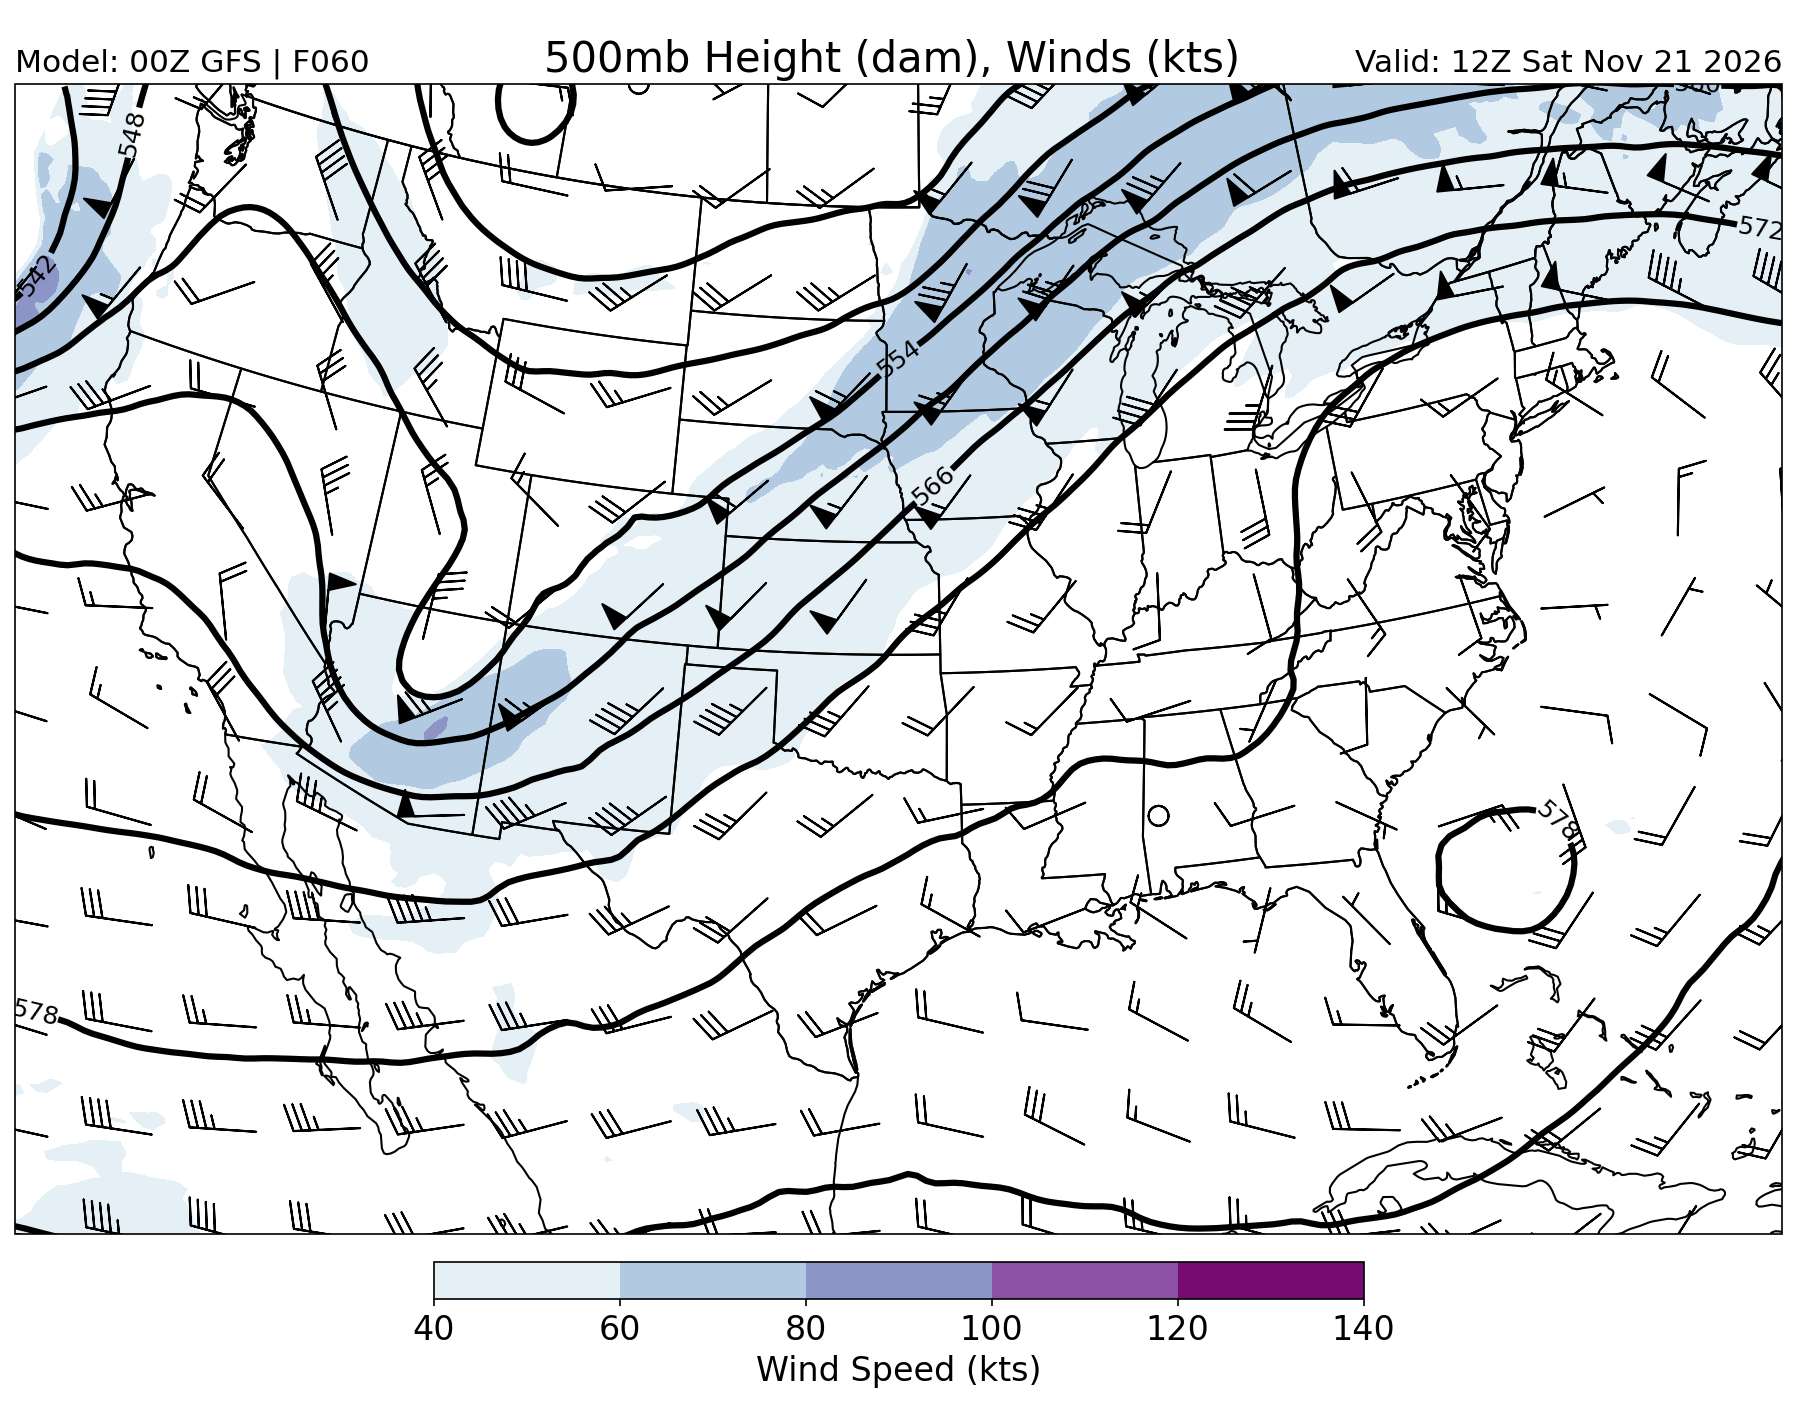 Model: 00Z GFS | F060
500mb Height (dam), Winds (kts)
Valid: 12Z Sat Nov 21 2026
548
542
572
554
566
578
578
40 60 80 100 120 140
Wind Speed (kts)